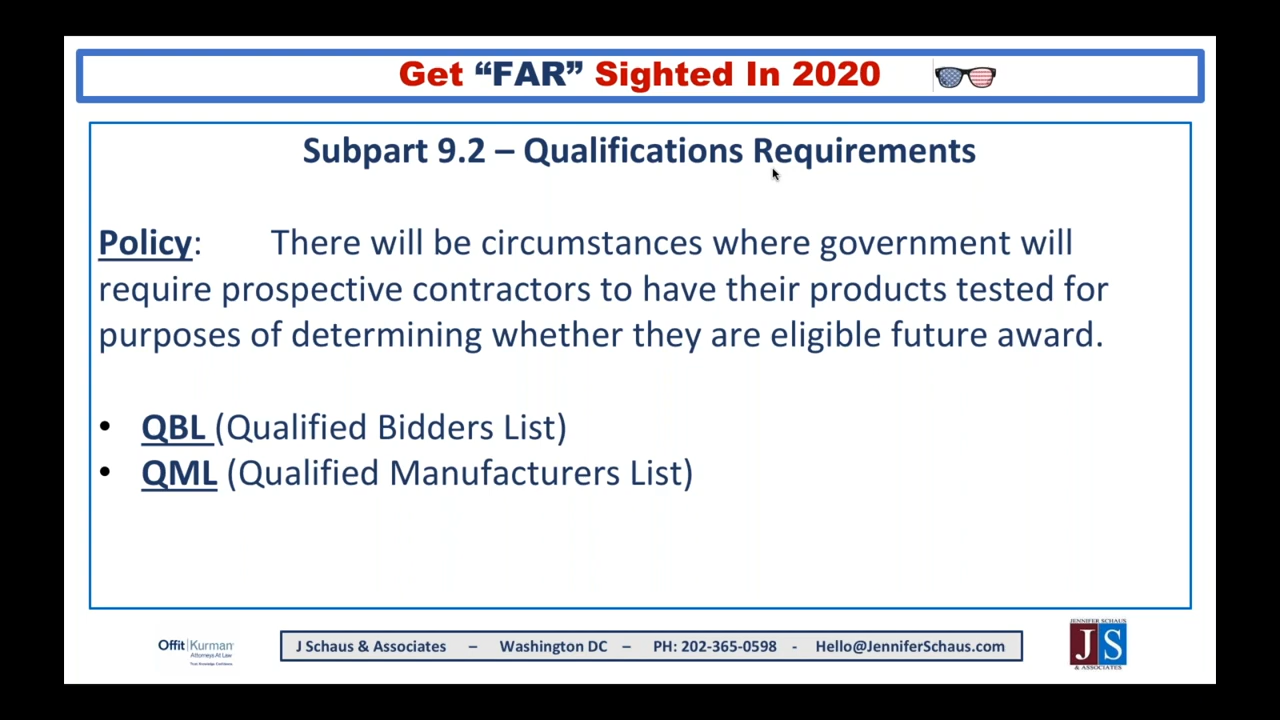 Get “FAR” Sighted In 2020
Subpart 9.2 – Qualifications Requirements
Policy: There will be circumstances where government will
require prospective contractors to have their products tested for
purposes of determining whether they are eligible future award.
• QBL (Qualified Bidders List)
• QML (Qualified Manufacturers List)
Offit|Kurman
Attorneys At Law
J Schaus & Associates – Washington DC – PH: 202-365-0598 - Hello@JenniferSchaus.com
JENNIFER SCHAUS
J S
& ASSOCIATES